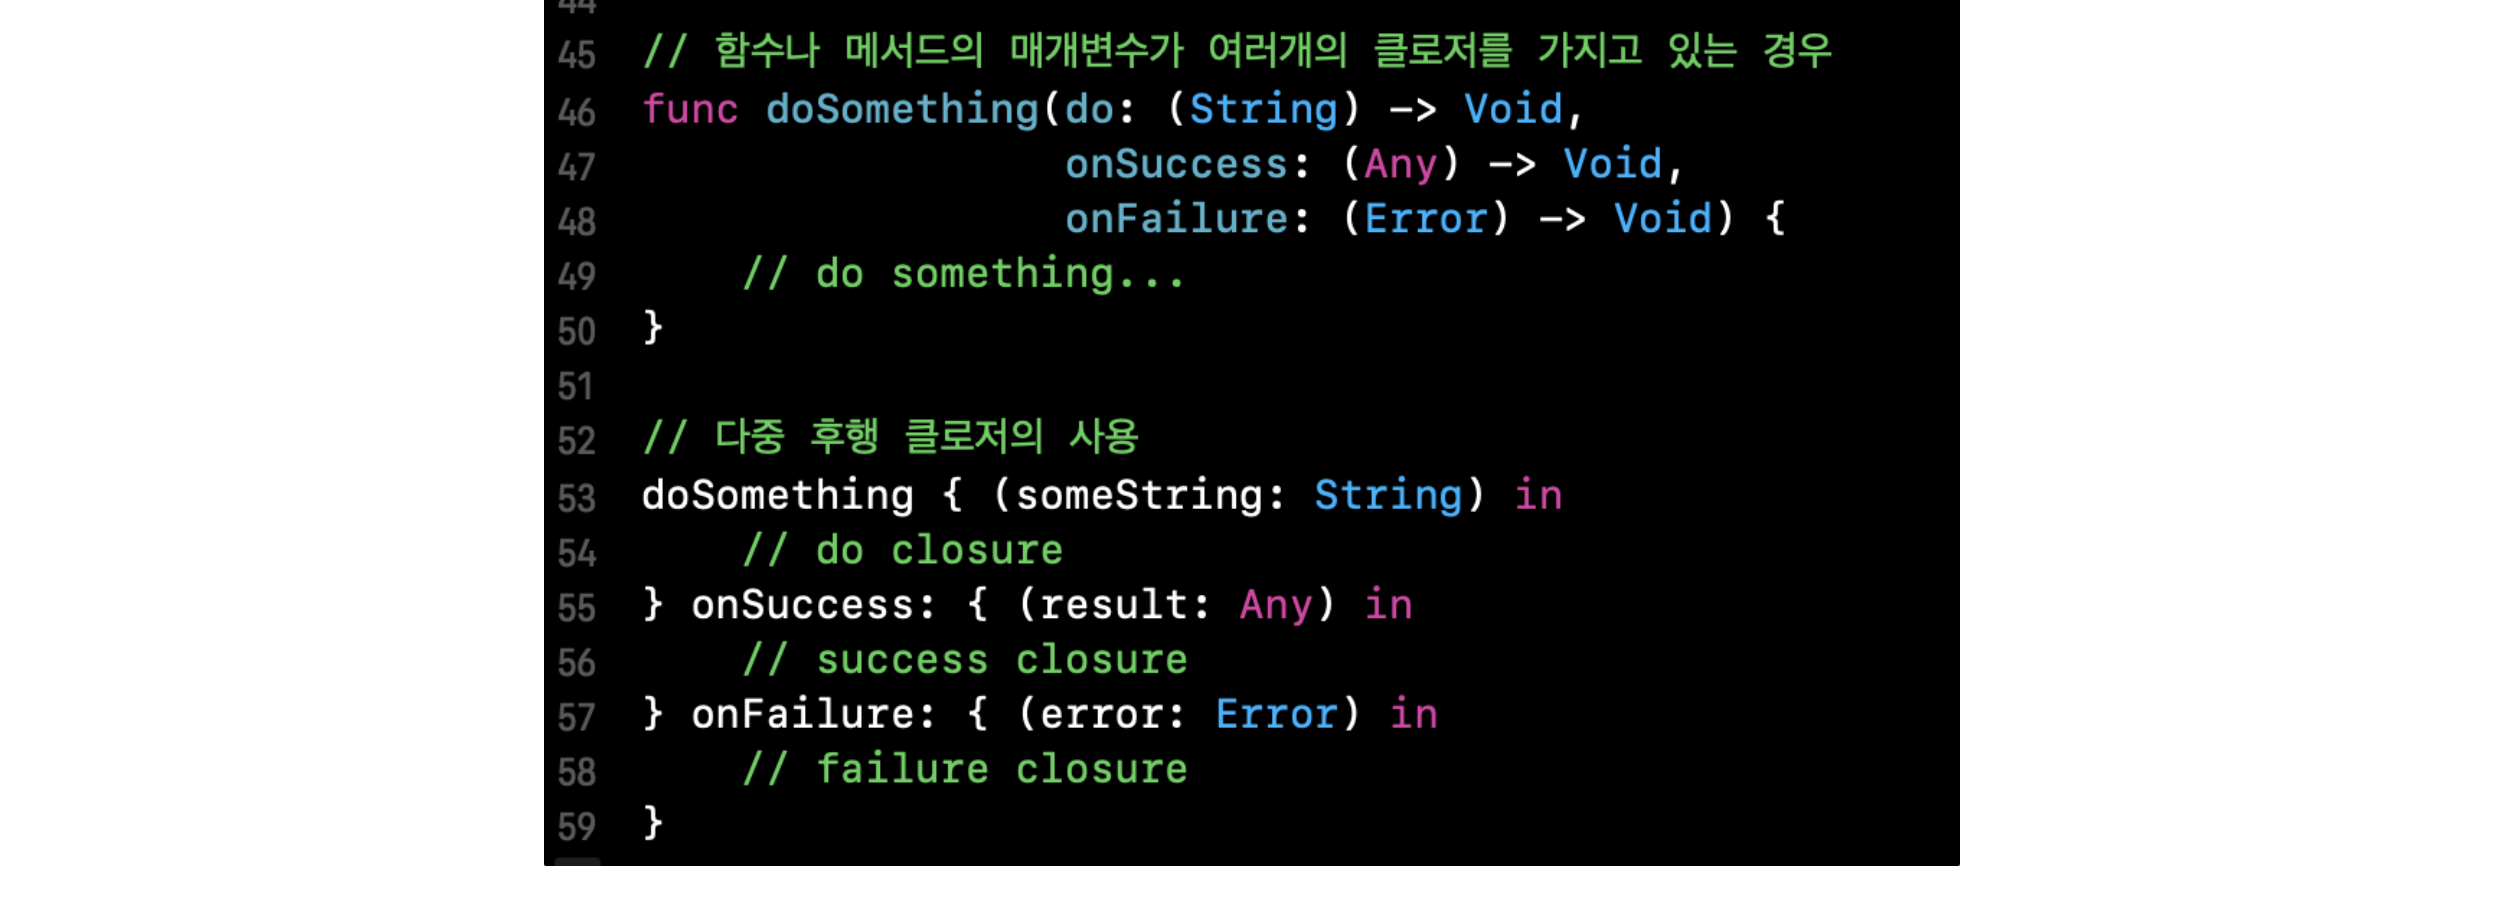 44
45 // 함수나 메서드의 매개변수가 여러개의 클로저를 가지고 있는 경우
46 func doSomething(do: (String) -> Void,
47 onSuccess: (Any) -> Void,
48 onFailure: (Error) -> Void) {
49 // do something...
50 }
51
52 // 다중 후행 클로저의 사용
53 doSomething { (someString: String) in
54 // do closure
55 } onSuccess: { (result: Any) in
56 // success closure
57 } onFailure: { (error: Error) in
58 // failure closure
59 }